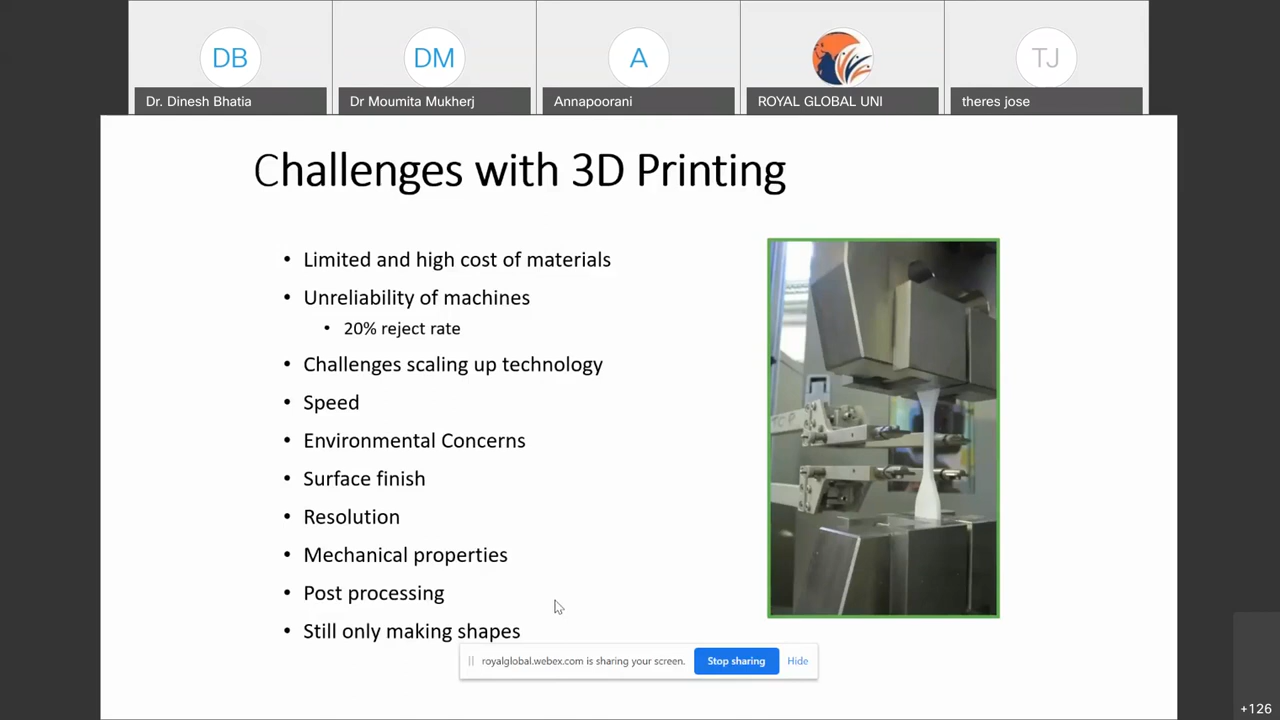 DB
DM
A
TJ
Dr. Dinesh Bhatia
Dr Moumita Mukherj
Annapoorani
ROYAL GLOBAL UNI
theres jose
Challenges with 3D Printing
• Limited and high cost of materials
• Unreliability of machines
• 20% reject rate
• Challenges scaling up technology
• Speed
• Environmental Concerns
• Surface finish
• Resolution
• Mechanical properties
• Post processing
• Still only making shapes
royalglobal.webex.com is sharing your screen.
Stop sharing
Hide
+126